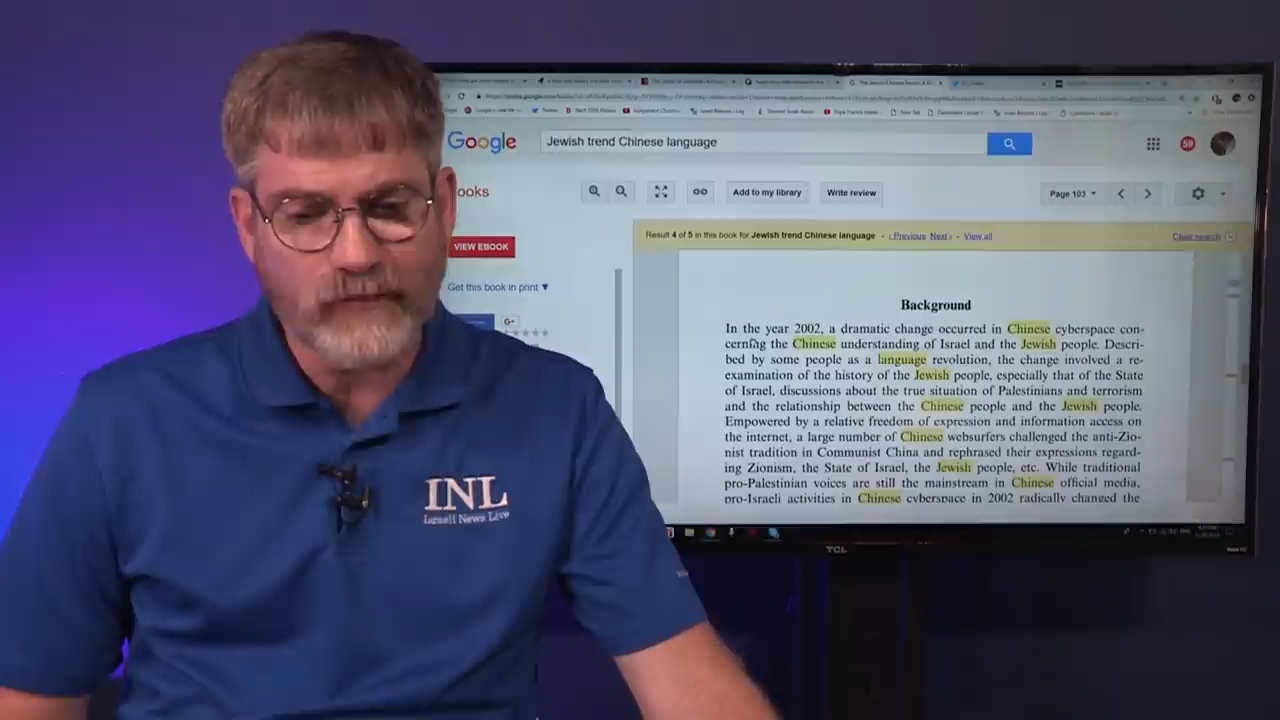 Google
Jewish trend Chinese language
59
ooks
Add to my library
Write review
Page 103
VIEW EBOOK
Result 4 of 5 in this book for Jewish trend Chinese language - ‹ Previous Next › - View all
Clear search
Get this book in print ▼
G+
Background
In the year 2002, a dramatic change occurred in Chinese cyberspace con-
cerning the Chinese understanding of Israel and the Jewish people. Descri-
bed by some people as a language revolution, the change involved a re-
examination of the history of the Jewish people, especially that of the State
of Israel, discussions about the true situation of Palestinians and terrorism
and the relationship between the Chinese people and the Jewish people.
Empowered by a relative freedom of expression and information access on
the internet, a large number of Chinese websurfers challenged the anti-Zio-
nist tradition in Communist China and rephrased their expressions regard-
ing Zionism, the State of Israel, the Jewish people, etc. While traditional
pro-Palestinian voices are still the mainstream in Chinese official media,
pro-Israeli activities in Chinese cyberspace in 2002 radically changed the
INL
Israeli News Live
TCL